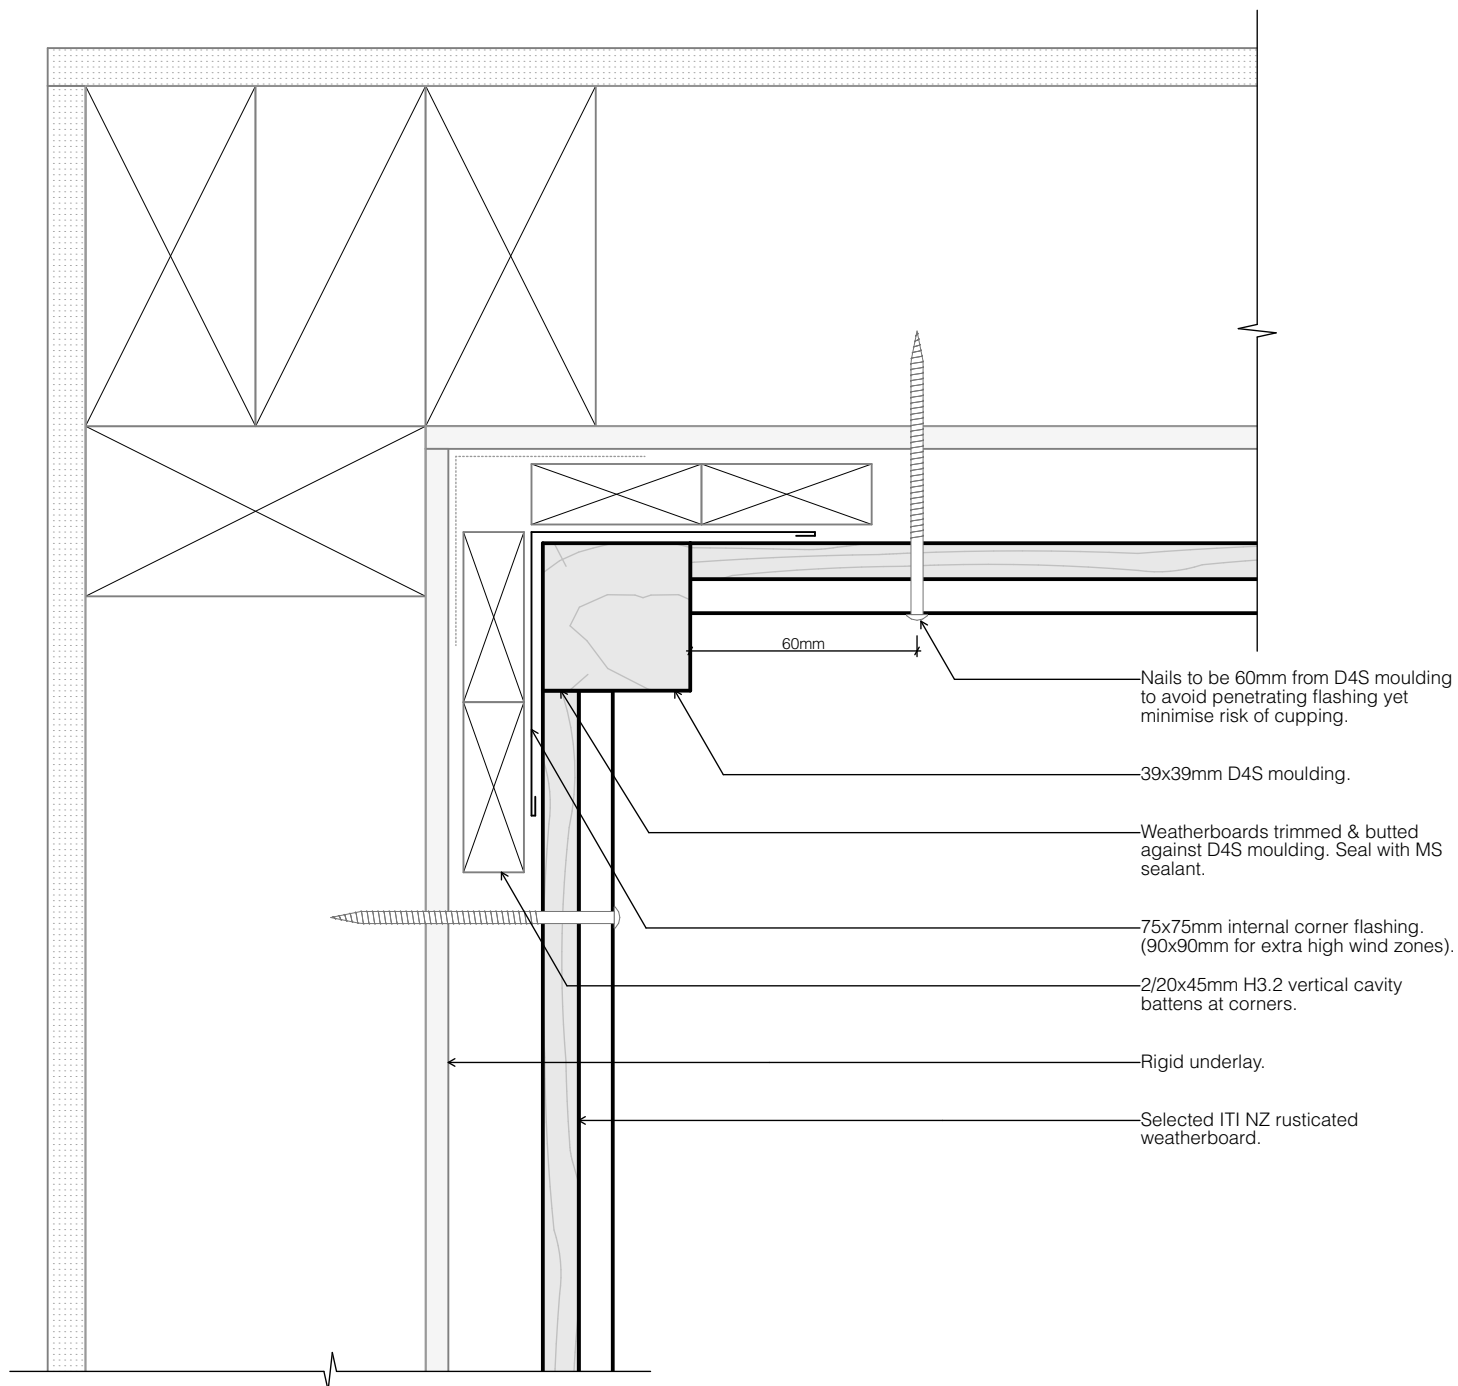 60mm
Nails to be 60mm from D4S moulding
to avoid penetrating flashing yet
minimise risk of cupping.
39x39mm D4S moulding.
Weatherboards trimmed & butted
against D4S moulding. Seal with MS
sealant.
75x75mm internal corner flashing.
(90x90mm for extra high wind zones).
2/20x45mm H3.2 vertical cavity
battens at corners.
Rigid underlay.
Selected ITI NZ rusticated
weatherboard.